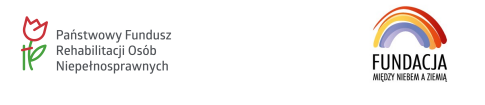 Państwowy Fundusz
Rehabilitacji Osób
Niepełnosprawnych
FUNDACJA
MIĘDZY NIEBEM A ZIEMIĄ